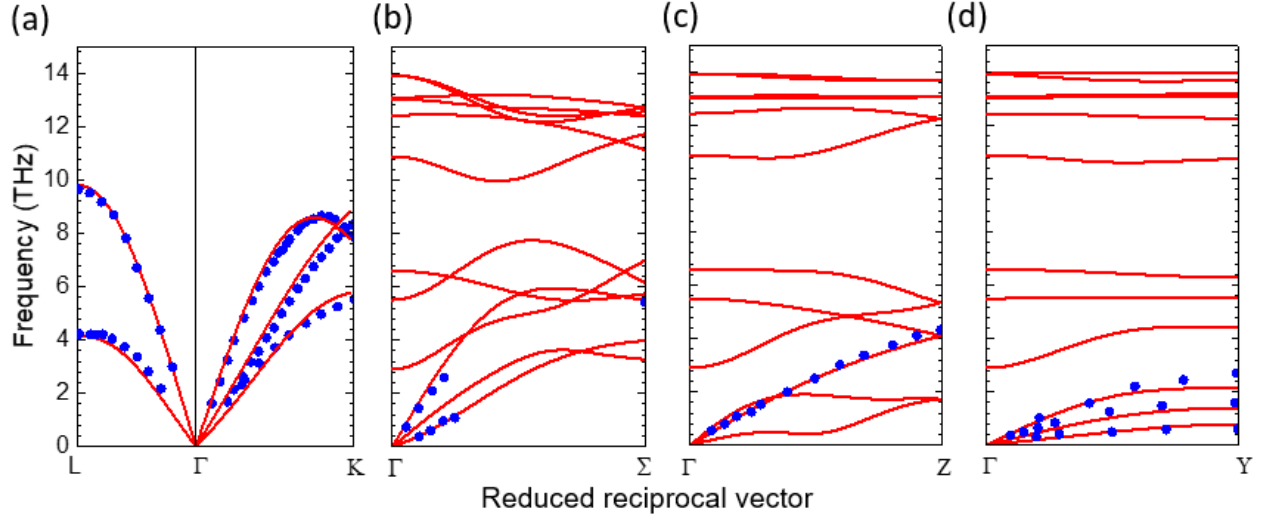 (a) (b) (c) (d)
14
12
10
8
6
4
2
0
Frequency (THz)
L Γ K Γ Σ Γ Z Γ Y
Reduced reciprocal vector